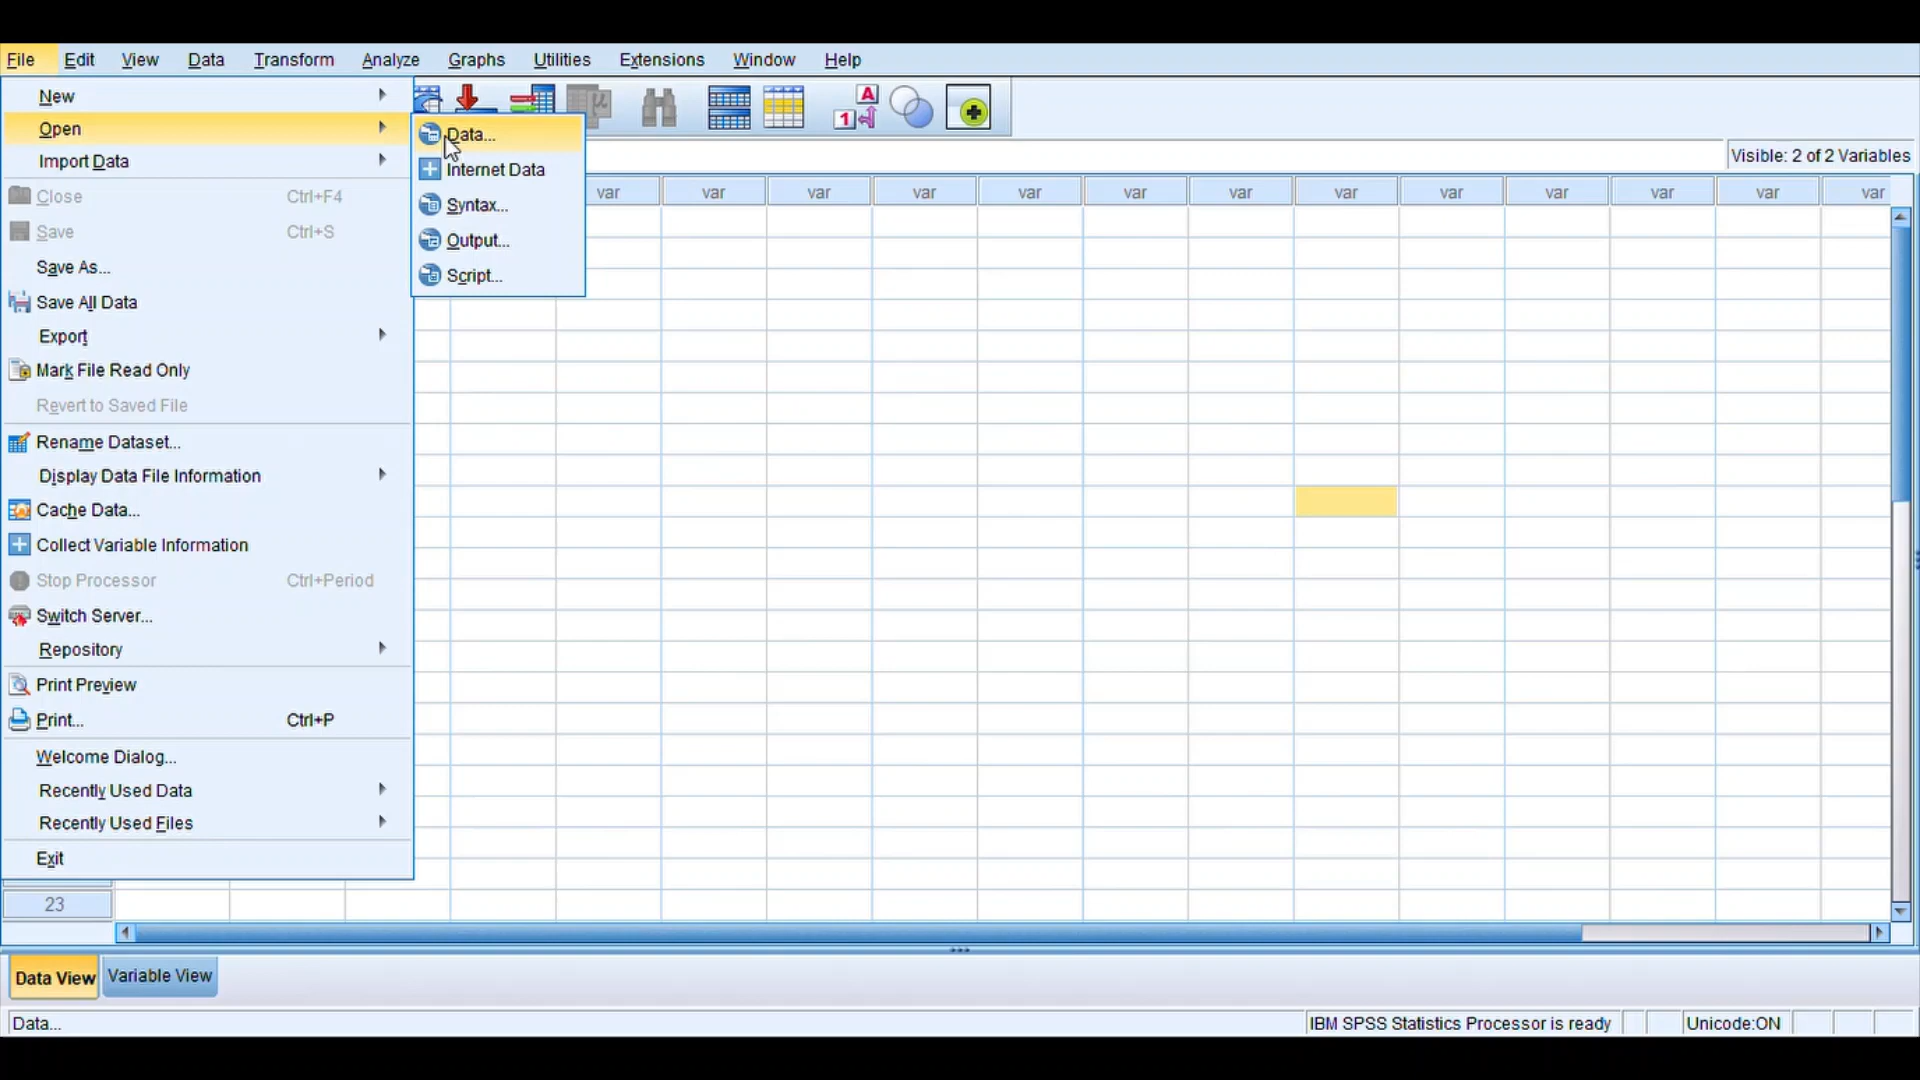 File Edit View Data Transform Analyze Graphs Utilities Extensions Window Help
New
Open
Import Data
Close Ctrl+F4
Save Ctrl+S
Save As...
Save All Data
Export
Mark File Read Only
Revert to Saved File
Rename Dataset...
Display Data File Information
Cache Data...
Collect Variable Information
Stop Processor Ctrl+Period
Switch Server...
Repository
Print Preview
Print... Ctrl+P
Welcome Dialog...
Recently Used Data
Recently Used Files
Exit
Data...
Internet Data
Syntax...
Output...
Script...
A
1
μ
Visible: 2 of 2 Variables
var var var var var var var var var var var var var
23
Data View Variable View
Data... IBM SPSS Statistics Processor is ready Unicode:ON